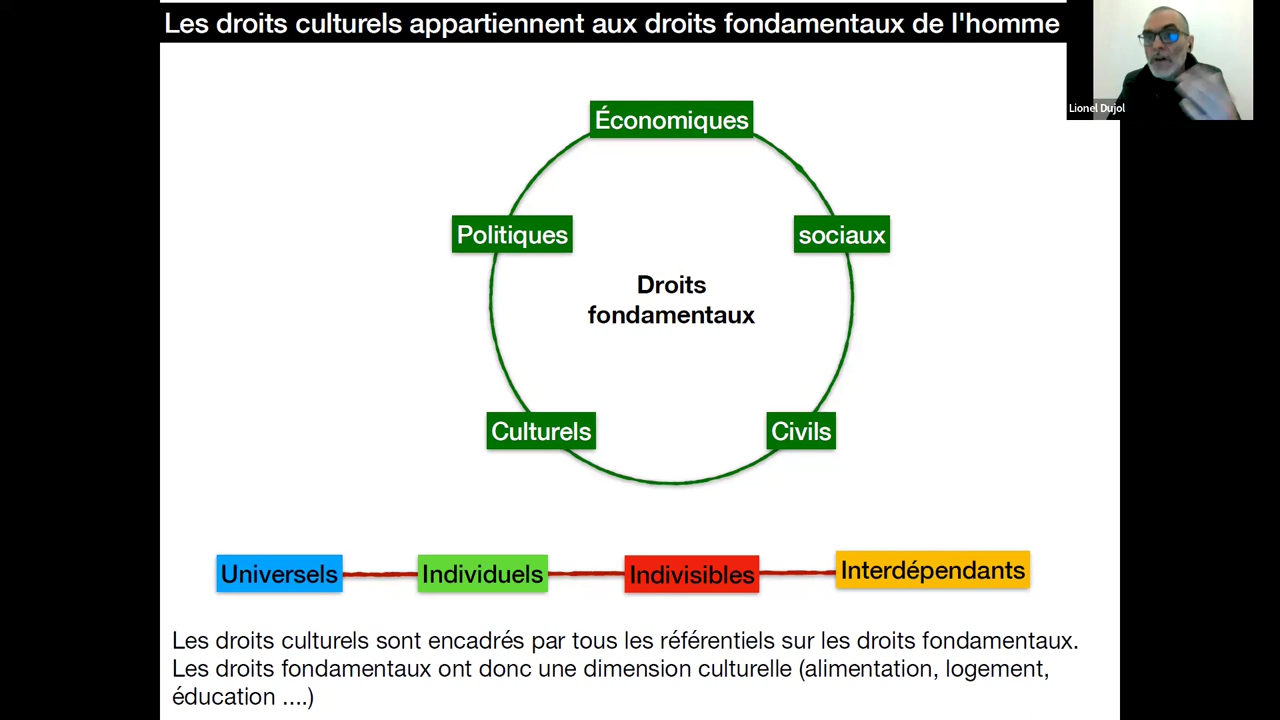 Les droits culturels appartiennent aux droits fondamentaux de l'homme
Lionel Dujol
Économiques
Politiques
sociaux
Droits
fondamentaux
Culturels
Civils
Universels
Individuels
Indivisibles
Interdépendants
Les droits culturels sont encadrés par tous les référentiels sur les droits fondamentaux.
Les droits fondamentaux ont donc une dimension culturelle (alimentation, logement,
éducation ....)